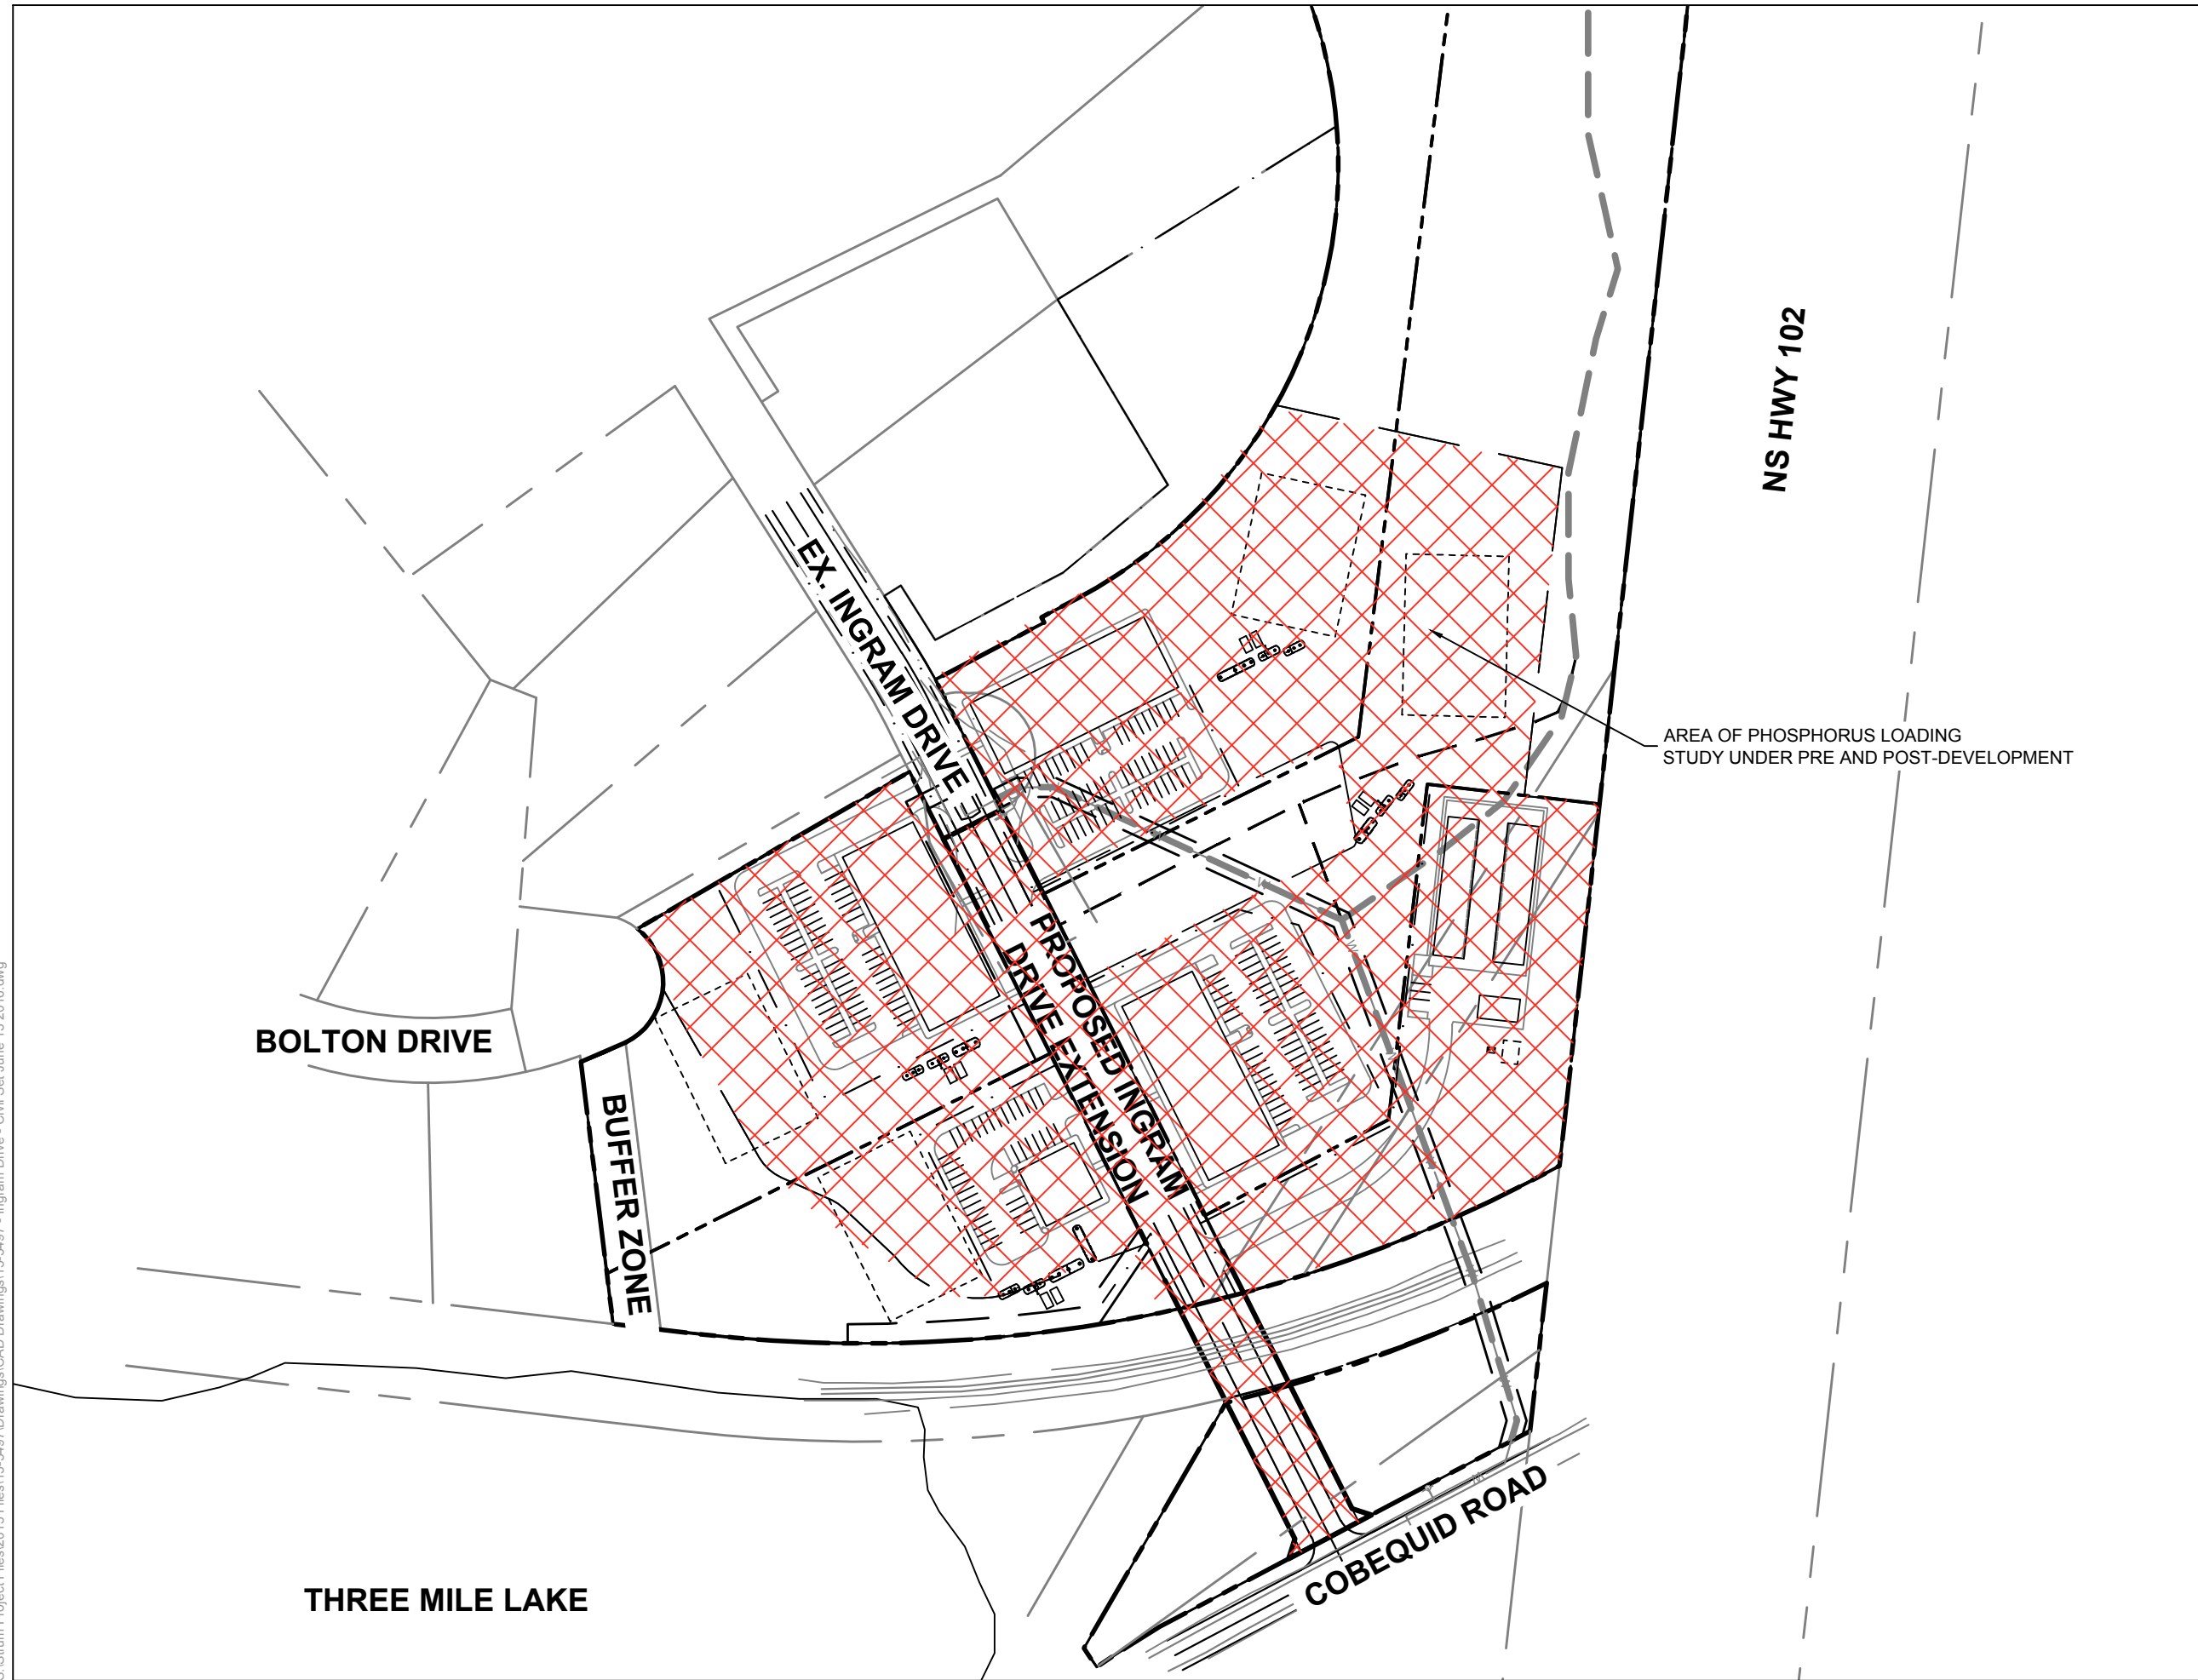 NS HWY 102
EX. INGRAM DRIVE
AREA OF PHOSPHORUS LOADING
STUDY UNDER PRE AND POST-DEVELOPMENT
PROPOSED INGRAM
DRIVE EXTENSION
BOLTON DRIVE
BUFFER ZONE
COBEQUID ROAD
THREE MILE LAKE